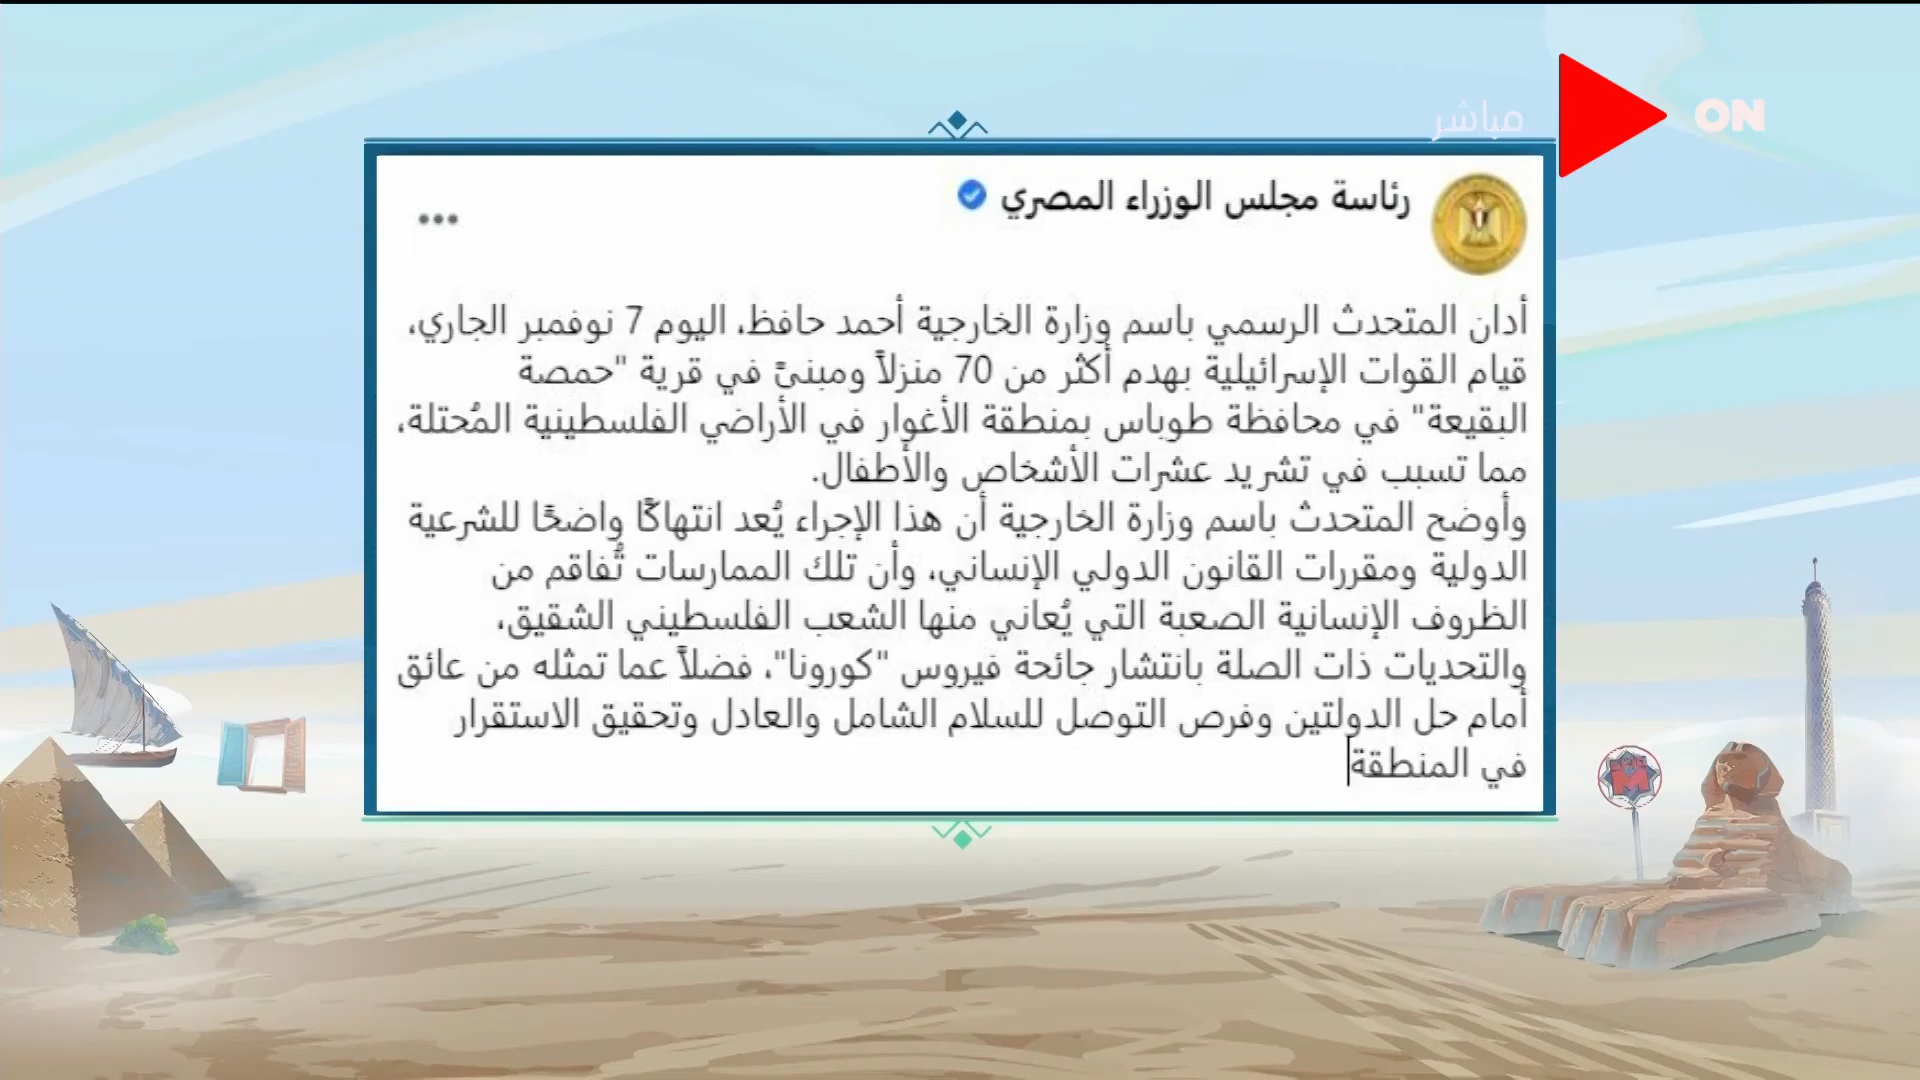 مباشر
ON
رئاسة مجلس الوزراء المصري
أدان المتحدث الرسمي باسم وزارة الخارجية أحمد حافظ، اليوم 7 نوفمبر الجاري،
قيام القوات الإسرائيلية بهدم أكثر من 70 منزلاً ومبنىً في قرية "حمصة
البقيعة" في محافظة طوباس بمنطقة الأغوار في الأراضي الفلسطينية المُحتلة،
مما تسبب في تشريد عشرات الأشخاص والأطفال.
وأوضح المتحدث باسم وزارة الخارجية أن هذا الإجراء يُعد انتهاكًا واضحًا للشرعية
الدولية ومقررات القانون الدولي الإنساني، وأن تلك الممارسات تُفاقم من
الظروف الإنسانية الصعبة التي يُعاني منها الشعب الفلسطيني الشقيق،
والتحديات ذات الصلة بانتشار جائحة فيروس "كورونا"، فضلاً عما تمثله من عائق
أمام حل الدولتين وفرص التوصل للسلام الشامل والعادل وتحقيق الاستقرار
في المنطقة
M